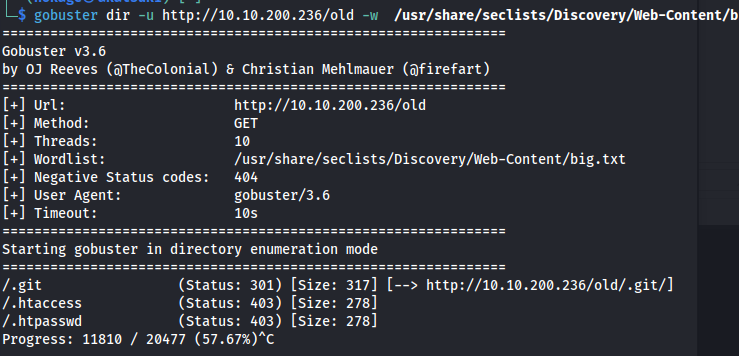 $ gobuster dir -u http://10.10.200.236/old -w  /usr/share/seclists/Discovery/Web-Content/b
===============================================================
Gobuster v3.6
by OJ Reeves (@TheColonial) & Christian Mehlmauer (@firefart)
===============================================================
[+] Url:                     http://10.10.200.236/old
[+] Method:                  GET
[+] Threads:                 10
[+] Wordlist:                /usr/share/seclists/Discovery/Web-Content/big.txt
[+] Negative Status codes:   404
[+] User Agent:              gobuster/3.6
[+] Timeout:                 10s
===============================================================
Starting gobuster in directory enumeration mode
===============================================================
/.git                 (Status: 301) [Size: 317] [--> http://10.10.200.236/old/.git/]
/.htaccess            (Status: 403) [Size: 278]
/.htpasswd            (Status: 403) [Size: 278]
Progress: 11810 / 20477 (57.67%)^C